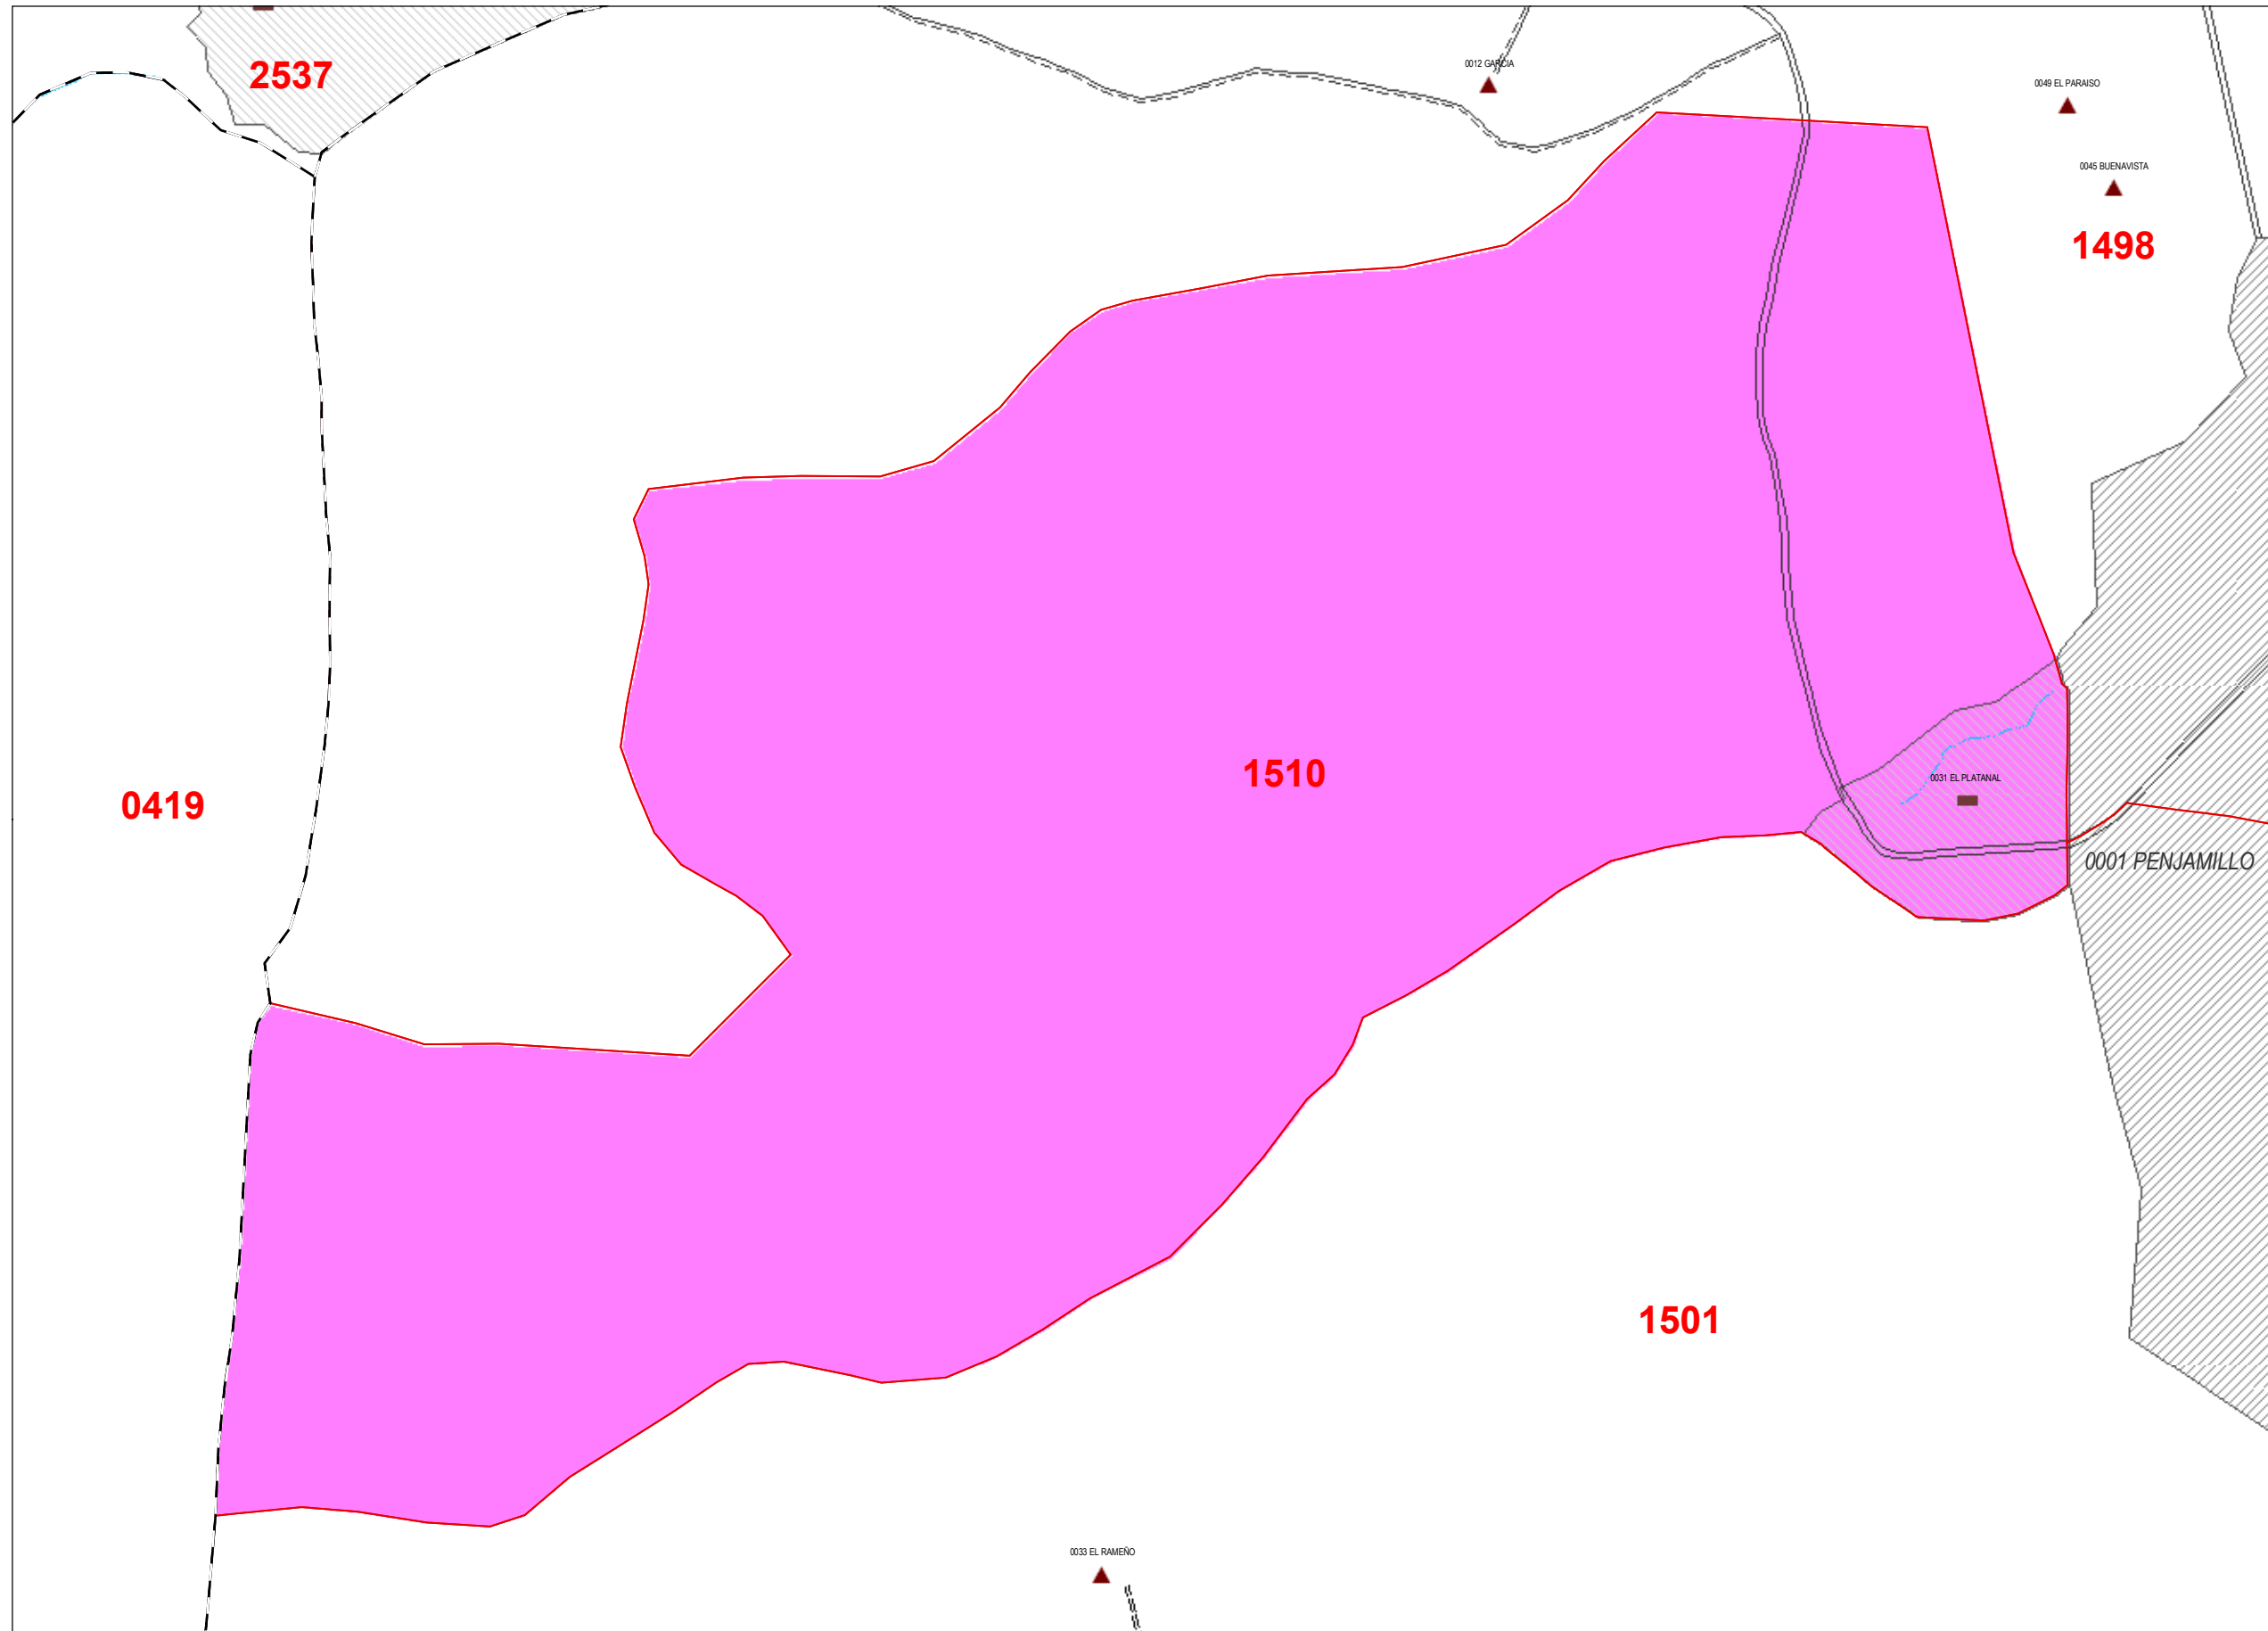 0012 GARCIA
2537
0049 EL PARAISO
0045 BUENAVISTA
1498
1510
0031 EL PLATANAL
0419
0001 PENJAMILLO
1501
0033 EL RAMEÑO